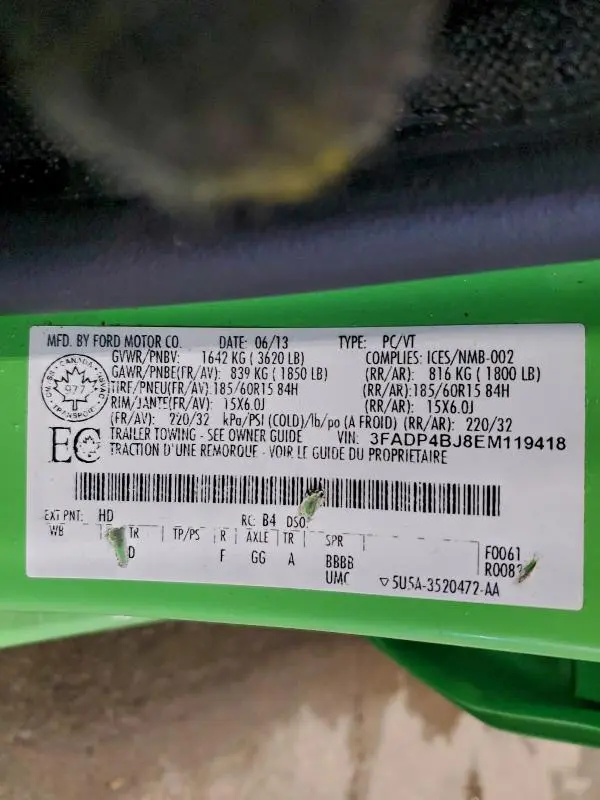 MFD. BY FORD MOTOR CO. DATE: 06/13 TYPE: PC/VT
GVWR/PNBV: 1642 KG ( 3620 LB) COMPLIES: ICES/NMB-002
GAWR/PNBE(FR/AV): 839 KG ( 1850 LB) (RR/AR): 816 KG ( 1800 LB)
TIRE/PNEU(FR/AV):185/60R15 84H (RR/AR):185/60R15 84H
RIM/JANTE(FR/AV): 15X6.0J (RR/AR): 15X6.0J
(FR/AV): 220/32 kPa/PSI (COLD)/lb/po (A FROID) (RR/AR): 220/32
TRAILER TOWING - SEE OWNER GUIDE VIN: 3FADP4BJ8EM119418
TRACTION D'UNE REMORQUE - VOIR LE GUIDE DU PROPRIETAIRE
CANADA
977
TRANSPORT
EC
EXT PNT: HD RC: B4 DSO:
WB TR TP/PS R AXLE TR SPR
D F GG A BBBB F0061
UMC ▽5U5A-3520472-AA